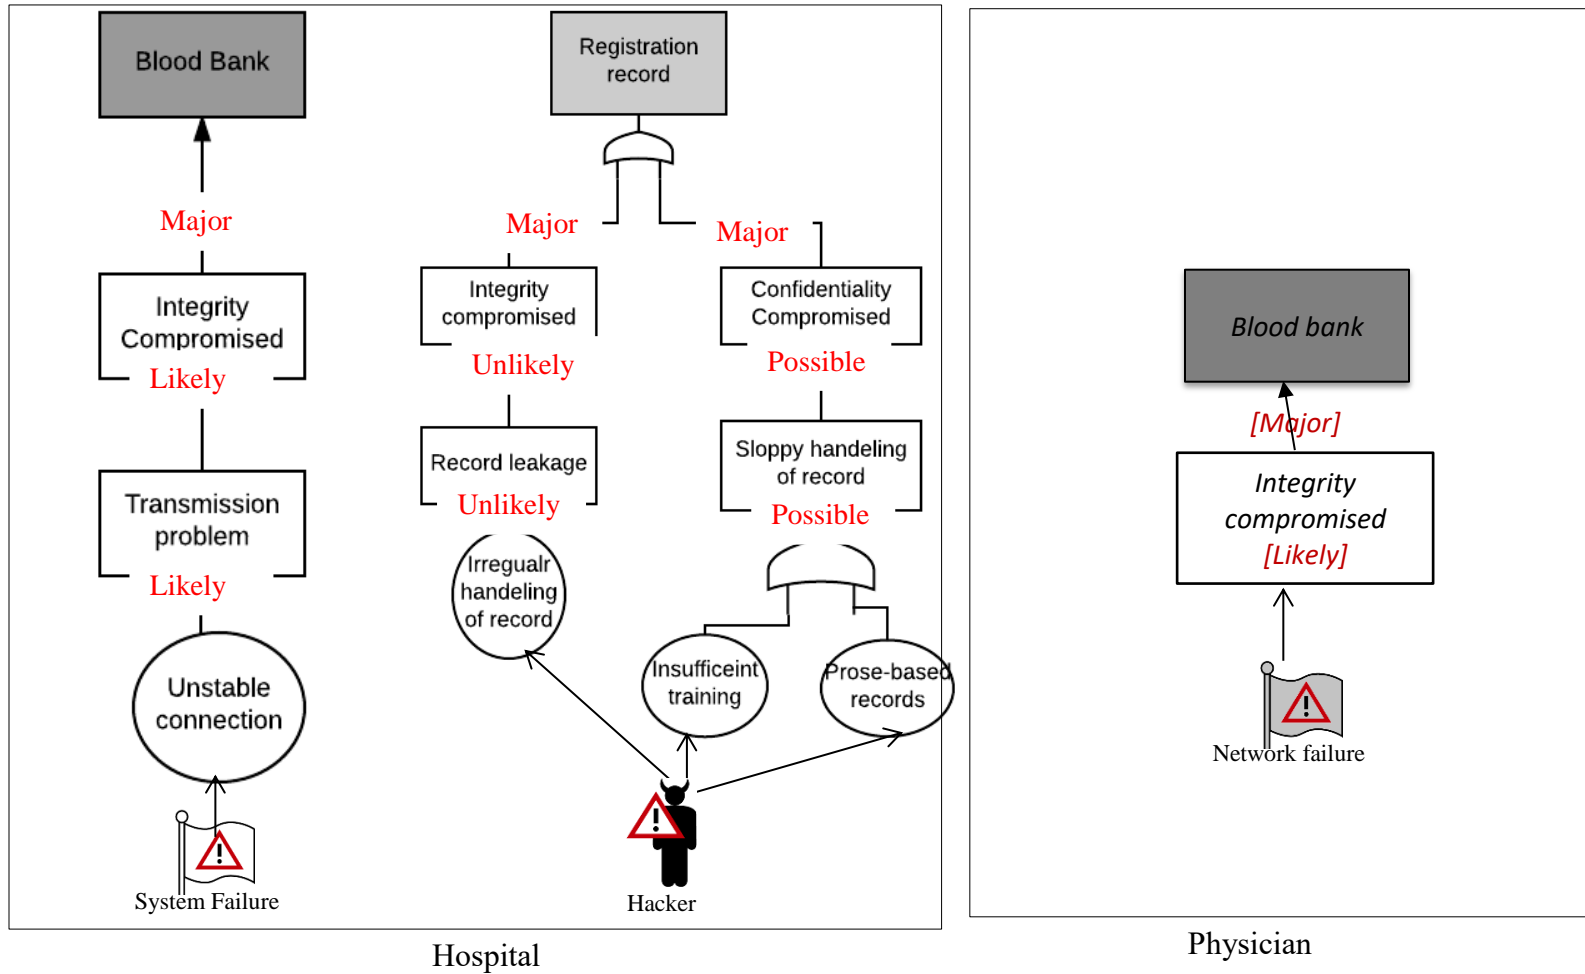 Blood Bank
Major
Integrity
Compromised
Likely
Transmission
problem
Likely
Unstable
connection
System Failure
Registration
record
Major
Major
Integrity
compromised
Unlikely
Record leakage
Unlikely
Irregualr
handeling
of record
Confidentiality
Compromised
Possible
Sloppy handeling
of record
Possible
Insufficeint
training
Prose-based
records
Hacker
Hospital
Blood bank
[Major]
Integrity
compromised
[Likely]
Network failure
Physician